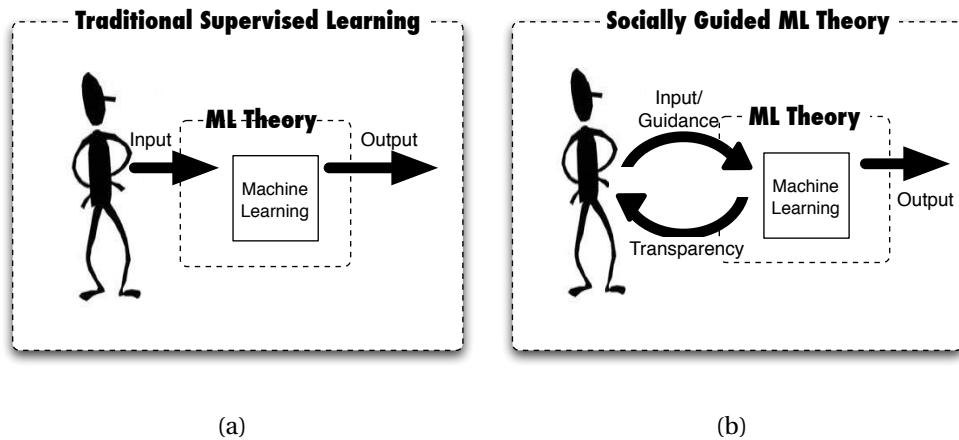 Traditional Supervised Learning
ML Theory
Input
Output
Machine
Learning
(a)
Socially Guided ML Theory
Input/
Guidance
ML Theory
Machine
Learning
Output
Transparency
(b)